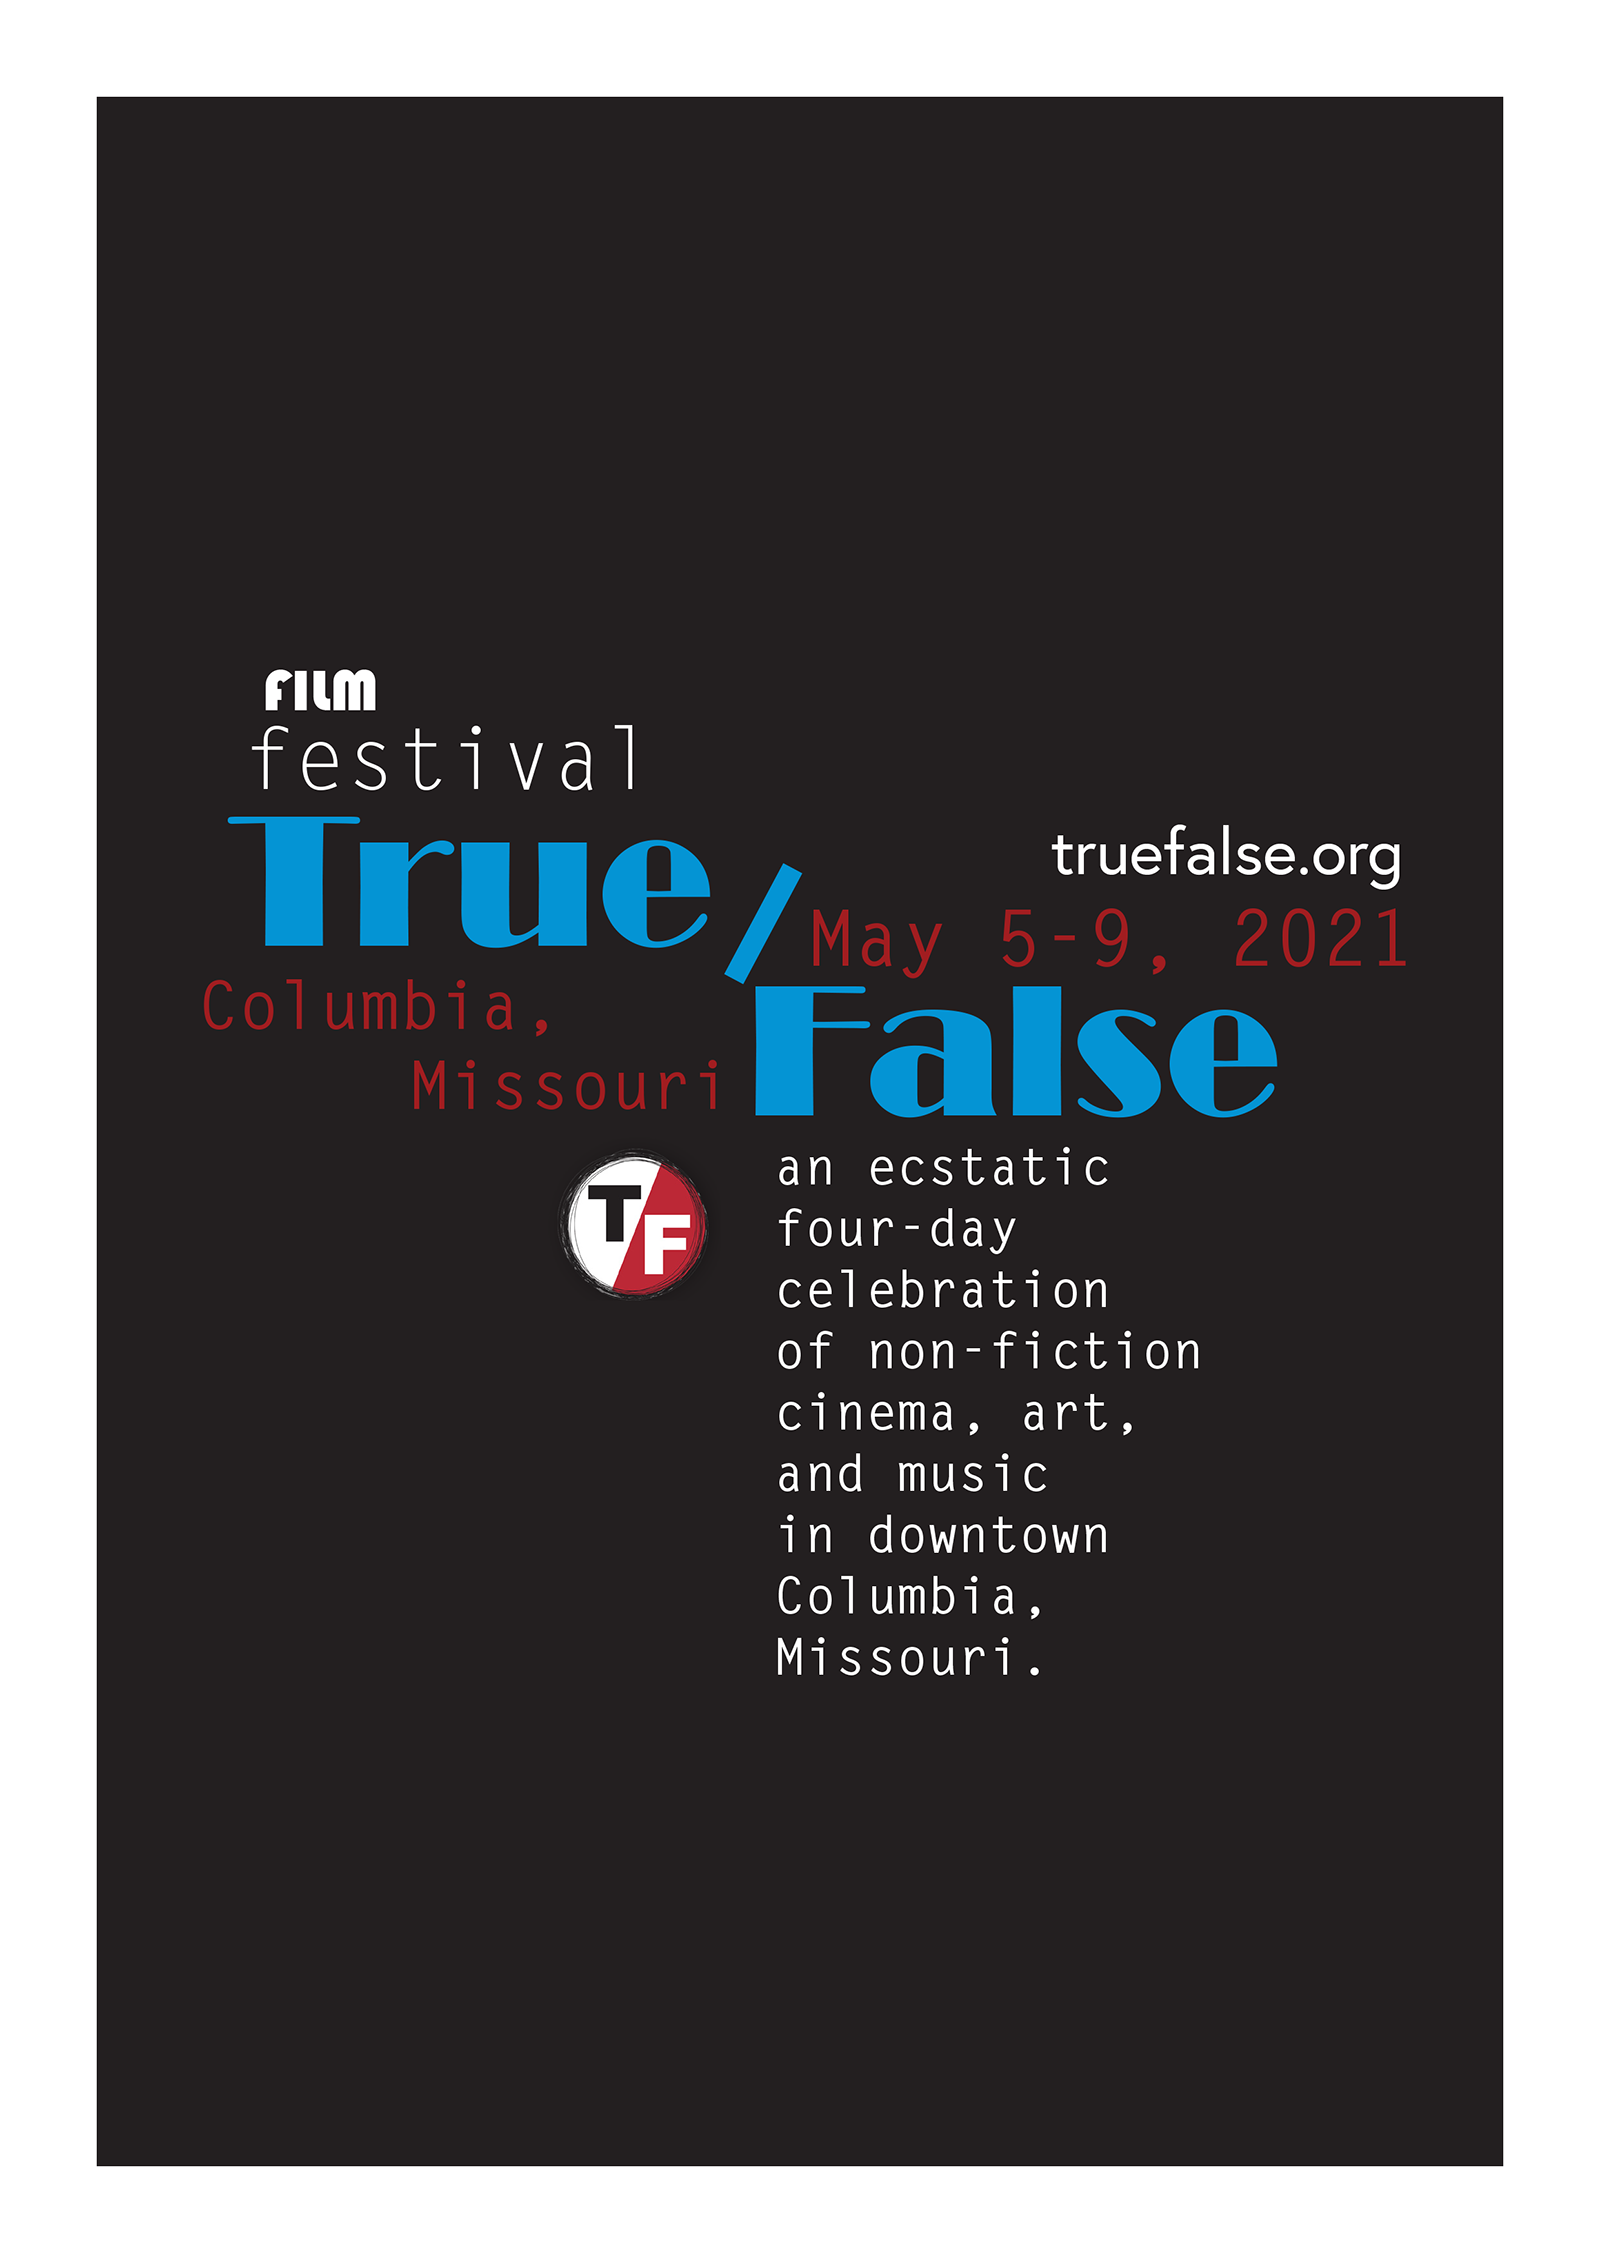 FILM
festival
True/
truefalse.org
May 5-9, 2021
Columbia,
Missouri
False
T/F
an ecstatic
four-day
celebration
of non-fiction
cinema, art,
and music
in downtown
Columbia,
Missouri.